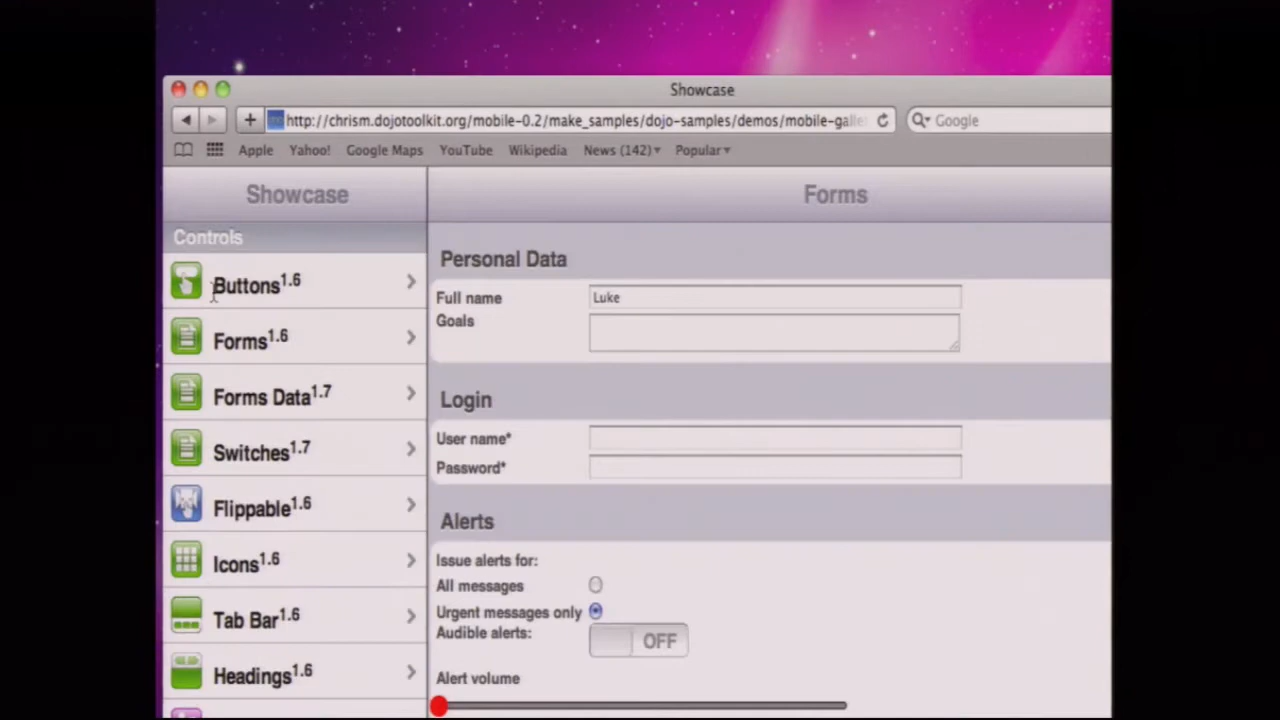 Showcase
http://chrism.dojotoolkit.org/mobile-0.2/make_samples/dojo-samples/demos/mobile-galle
Google
Apple Yahoo! Google Maps YouTube Wikipedia News (142) Popular
Showcase
Controls
Buttons1.6
Forms1.6
Forms Data1.7
Switches1.7
Flippable1.6
Icons1.6
Tab Bar1.6
Headings1.6
Forms
Personal Data
Full name Luke
Goals
Login
User name*
Password*
Alerts
Issue alerts for:
All messages
Urgent messages only
Audible alerts: OFF
Alert volume